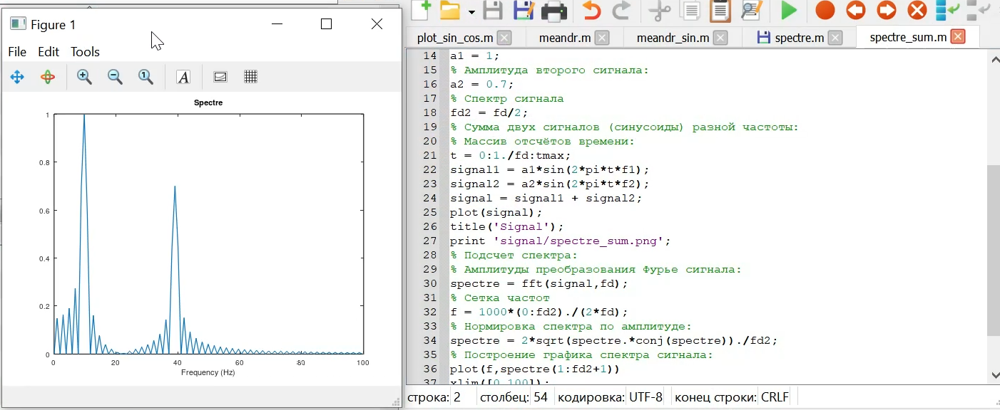 Figure 1
File Edit Tools
A
Spectre
1
0.8
0.6
0.4
0.2
0
0 20 40 60 80 100
Frequency (Hz)
plot_sin_cos.m meandr.m meandr_sin.m spectre.m spectre_sum.m
14 a1 = 1;
15 % Амплитуда второго сигнала:
16 a2 = 0.7;
17 % Спектр сигнала
18 fd2 = fd/2;
19 % Сумма двух сигналов (синусоиды) разной частоты:
20 % Массив отсчётов времени:
21 t = 0:1./fd:tmax;
22 signal1 = a1*sin(2*pi*t*f1);
23 signal2 = a2*sin(2*pi*t*f2);
24 signal = signal1 + signal2;
25 plot(signal);
26 title('Signal');
27 print 'signal/spectre_sum.png';
28 % Подсчет спектра:
29 % Амплитуды преобразования Фурье сигнала:
30 spectre = fft(signal,fd);
31 % Сетка частот
32 f = 1000*(0:fd2)./(2*fd);
33 % Нормировка спектра по амплитуде:
34 spectre = 2*sqrt(spectre.*conj(spectre))./fd2;
35 % Построение графика спектра сигнала:
36 plot(f,spectre(1:fd2+1))
37 xlim([0 100]);
строка: 2 столбец: 54 кодировка: UTF-8 конец строки: CRLF